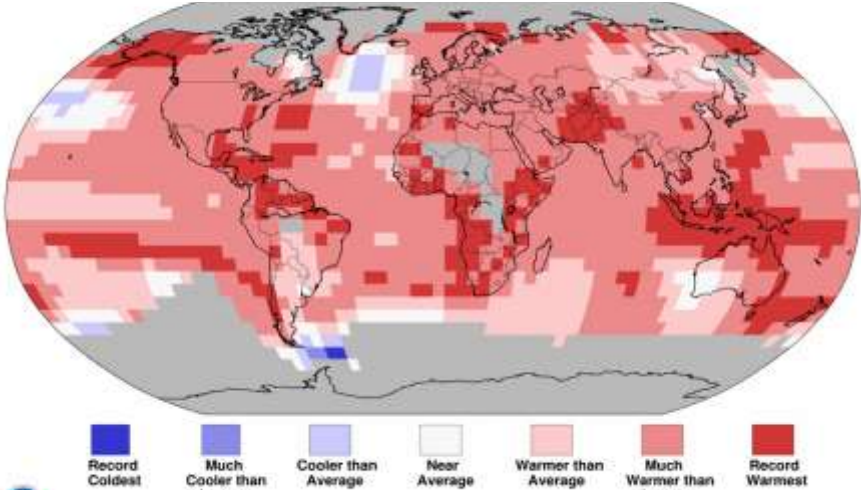 Record Coldest
Much Cooler than
Cooler than Average
Near Average
Warmer than Average
Much Warmer than
Record Warmest